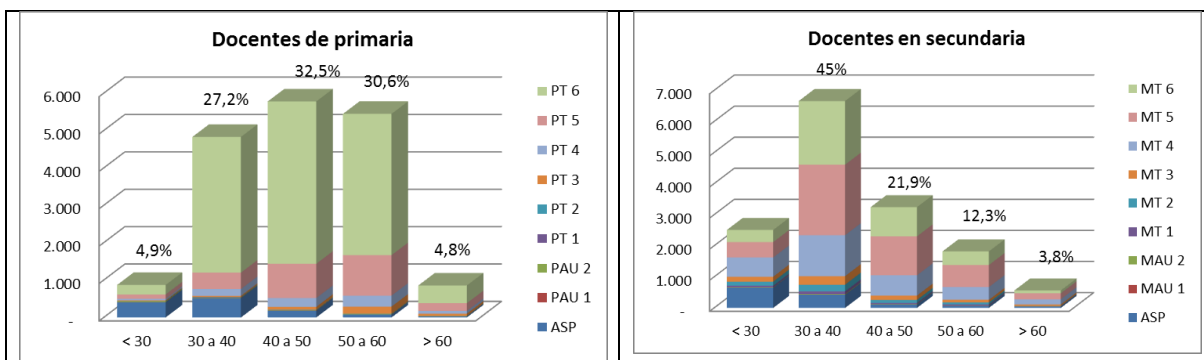 Docentes de primaria
6.000
5.000
4.000
3.000
2.000
1.000
-
4,9%
27,2%
32,5%
30,6%
4,8%
< 30
30 a 40
40 a 50
50 a 60
> 60
PT 6
PT 5
PT 4
PT 3
PT 2
PT 1
PAU 2
PAU 1
ASP
Docentes en secundaria
7.000
6.000
5.000
4.000
3.000
2.000
1.000
-
45%
21,9%
12,3%
3,8%
< 30
30 a 40
40 a 50
50 a 60
> 60
MT 6
MT 5
MT 4
MT 3
MT 2
MT 1
MAU 2
MAU 1
ASP